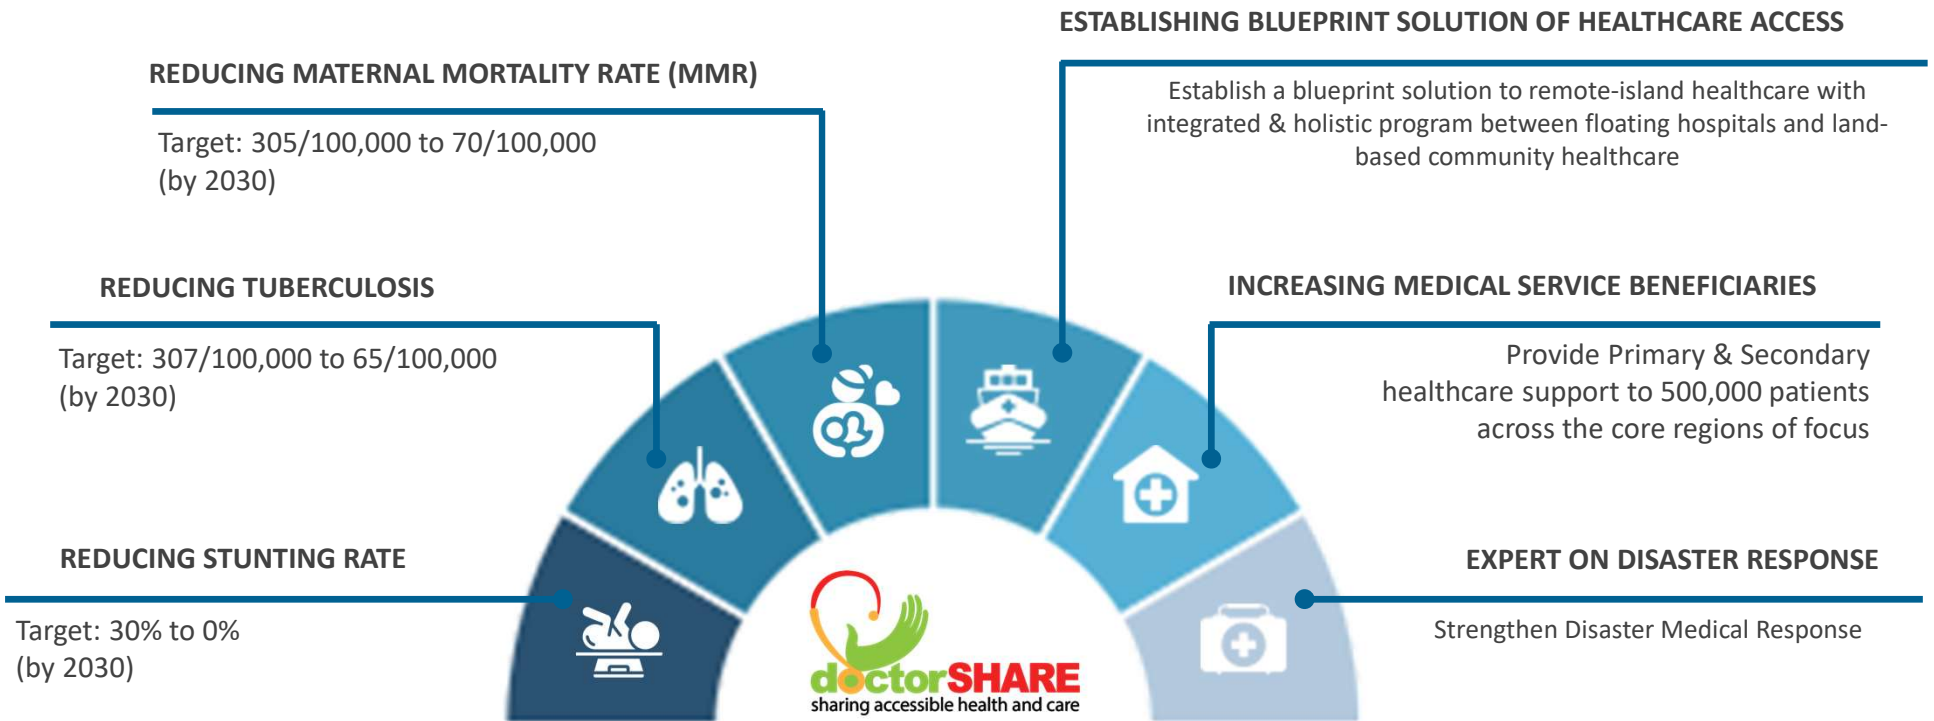 ESTABLISHING BLUEPRINT SOLUTION OF HEALTHCARE ACCESS
Establish a blueprint solution to remote-island healthcare with
integrated & holistic program between floating hospitals and land-
based community healthcare
REDUCING MATERNAL MORTALITY RATE (MMR)
Target: 305/100,000 to 70/100,000
(by 2030)
REDUCING TUBERCULOSIS
Target: 307/100,000 to 65/100,000
(by 2030)
INCREASING MEDICAL SERVICE BENEFICIARIES
Provide Primary & Secondary
healthcare support to 500,000 patients
across the core regions of focus
REDUCING STUNTING RATE
Target: 30% to 0%
(by 2030)
EXPERT ON DISASTER RESPONSE
Strengthen Disaster Medical Response
doctorSHARE
sharing accessible health and care